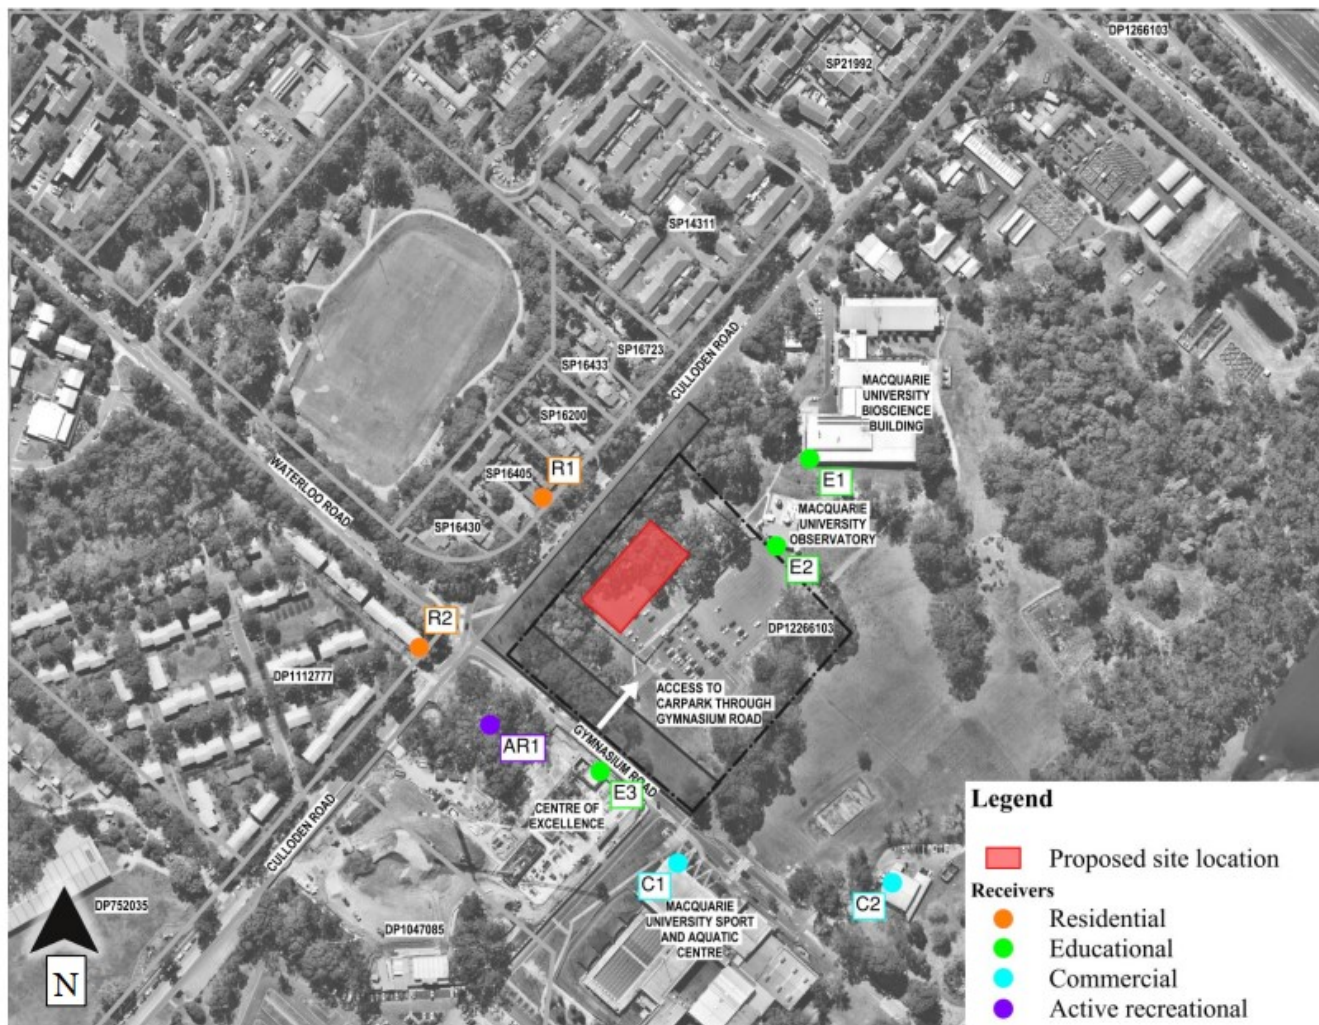 DP1266103
SP21992
SP14311
SP16723
SP16433
CULLODEN ROAD
SP16200
MACQUARIE
UNIVERSITY
BIOSCIENCE
BUILDING
WATERLOO ROAD
SP16405
R1
E1
SP16430
MACQUARIE
UNIVERSITY
OBSERVATORY
E2
R2
DP12266103
DP1112777
ACCESS TO
CARPARK THROUGH
GYMNASIUM ROAD
AR1
GYMNASIUM ROAD
E3
CENTRE OF
EXCELLENCE
CULLODEN ROAD
C1
C2
MACQUARIE
UNIVERSITY SPORT
AND AQUATIC
CENTRE
DP752035
DP1047085
N
Legend
Proposed site location
Receivers
Residential
Educational
Commercial
Active recreational